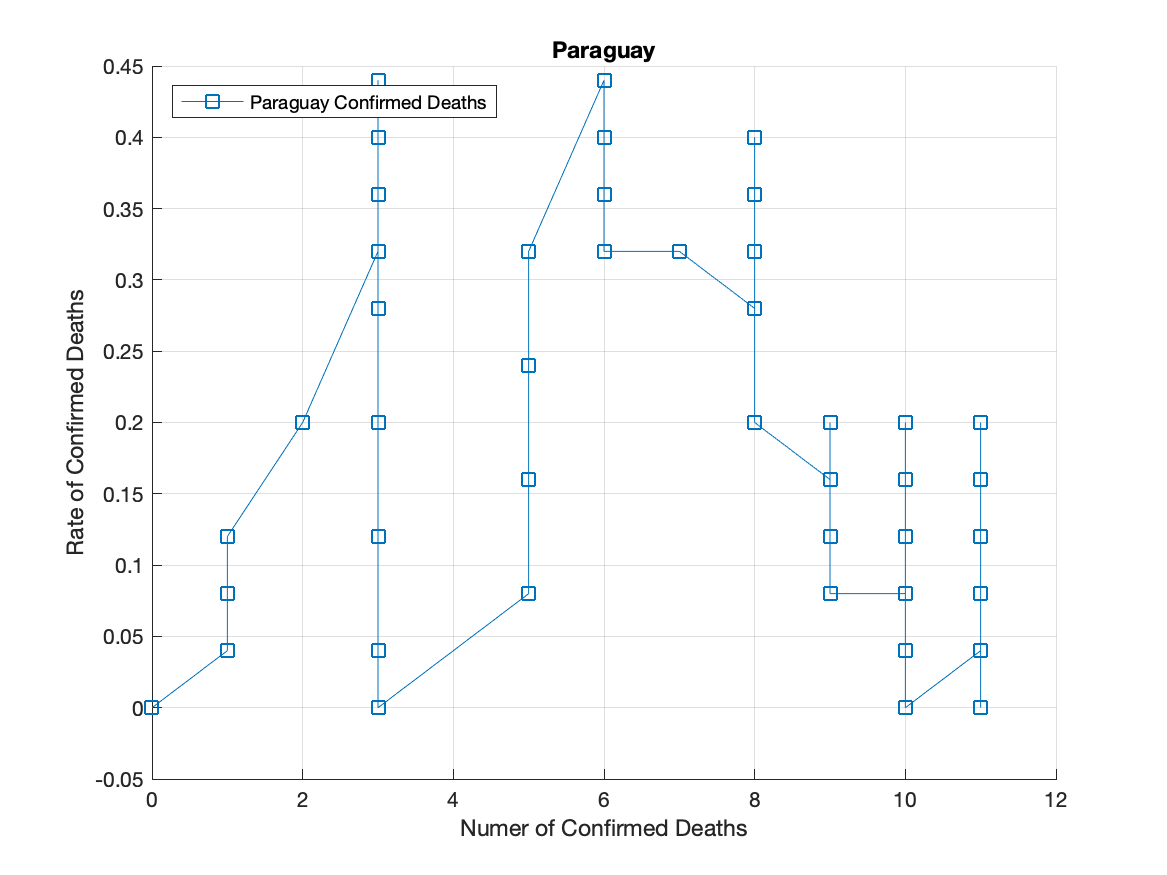 Paraguay
0.45
Paraguay Confirmed Deaths
0.4
0.35
0.3
0.25
0.2
0.15
0.1
0.05
0
-0.05
Rate of Confirmed Deaths
0 2 4 6 8 10 12
Numer of Confirmed Deaths